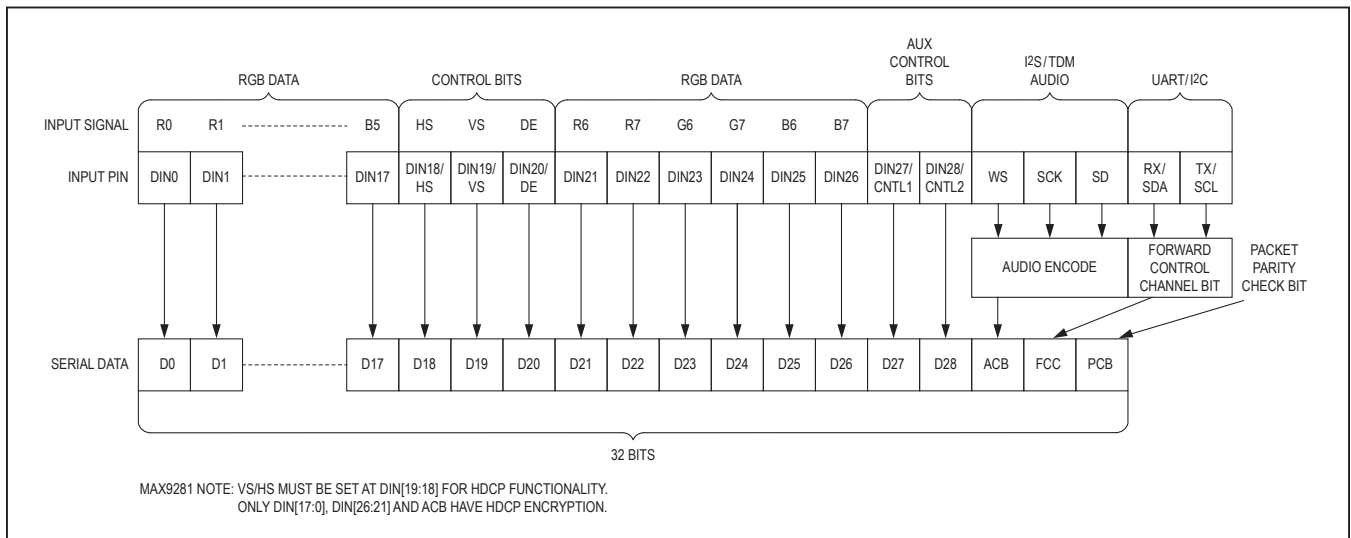 AUX
CONTROL
BITS
I2S/TDM
AUDIO
UART/I2C
RGB DATA
CONTROL BITS
RGB DATA
INPUT SIGNAL R0 R1 B5 HS VS DE R6 R7 G6 G7 B6 B7
INPUT PIN DIN0 DIN1 DIN17 DIN18/HS DIN19/VS DIN20/DE DIN21 DIN22 DIN23 DIN24 DIN25 DIN26 DIN27/CNTL1 DIN28/CNTL2 WS SCK SD RX/SDA TX/SCL
AUDIO ENCODE
FORWARD
CONTROL
CHANNEL BIT
PACKET
PARITY
CHECK BIT
SERIAL DATA D0 D1 D17 D18 D19 D20 D21 D22 D23 D24 D25 D26 D27 D28 ACB FCC PCB
32 BITS
MAX9281 NOTE: VS/HS MUST BE SET AT DIN[19:18] FOR HDCP FUNCTIONALITY.
ONLY DIN[17:0], DIN[26:21] AND ACB HAVE HDCP ENCRYPTION.